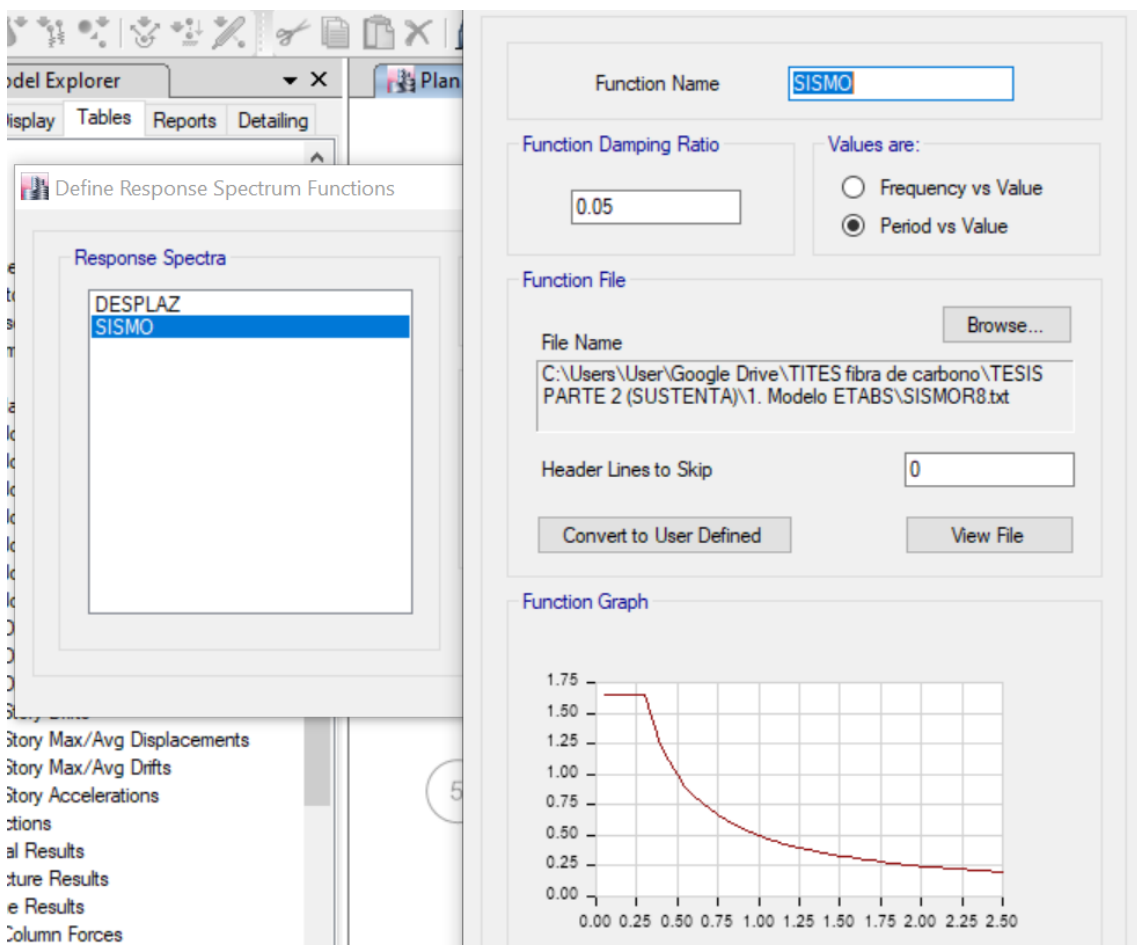 odel Explorer
Display Tables Reports Detailing
Plan
Define Response Spectrum Functions
Response Spectra
DESPLAZ
SISMO
Story Max/Avg Displacements
Story Max/Avg Drifts
Story Accelerations
ctions
al Results
cture Results
e Results
Column Forces
5
Function Name SISMO
Function Damping Ratio
0.05
Values are:
Frequency vs Value
Period vs Value
Function File
Browse...
File Name
C:\Users\User\Google Drive\TITES fibra de carbono\TESIS
PARTE 2 (SUSTENTA)\1. Modelo ETABS\SISMOR8.txt
Header Lines to Skip 0
Convert to User Defined View File
Function Graph
1.75
1.50
1.25
1.00
0.75
0.50
0.25
0.00
0.00 0.25 0.50 0.75 1.00 1.25 1.50 1.75 2.00 2.25 2.50